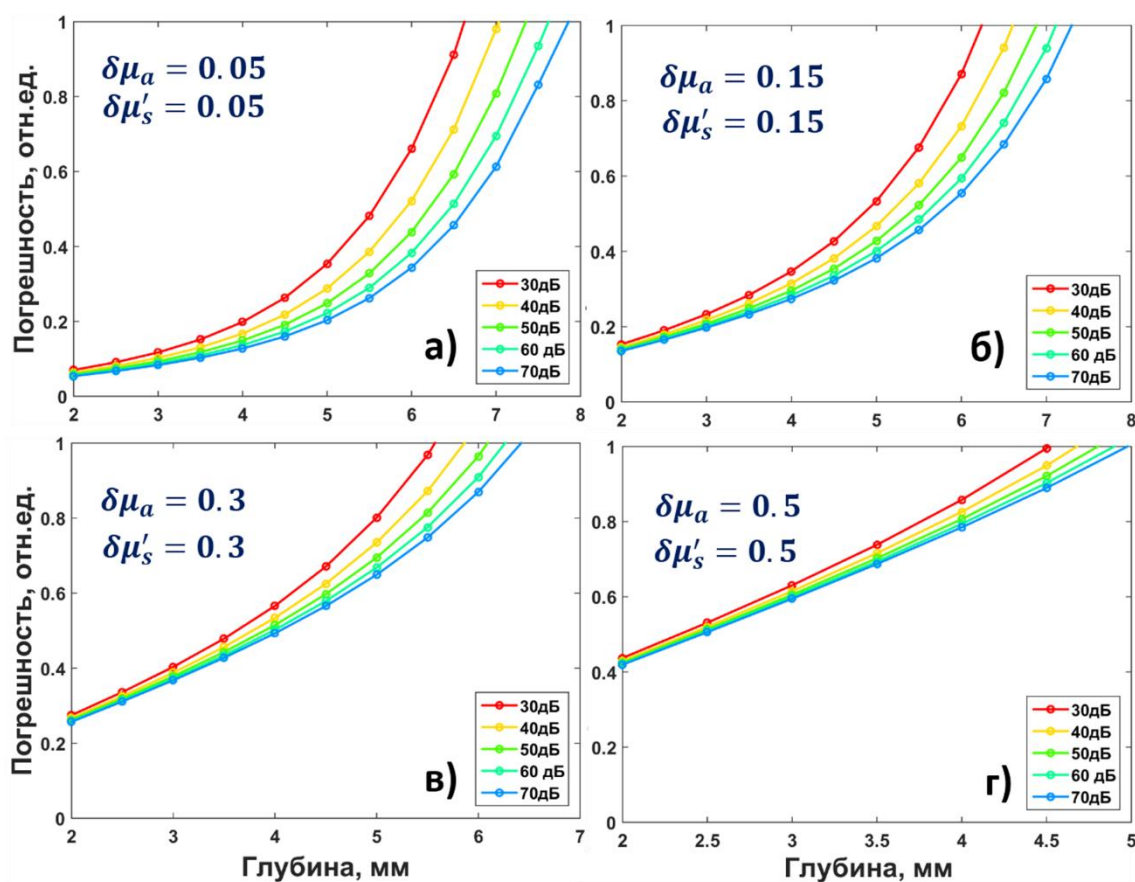 Погрешность, отн.ед.
1
0.8
0.6
0.4
0.2
0
δμₐ = 0.05
δμ′ₛ = 0.05
а)
30дБ
40дБ
50дБ
60 дБ
70дБ
2 3 4 5 6 7 8
1
0.8
0.6
0.4
0.2
0
δμₐ = 0.15
δμ′ₛ = 0.15
б)
30дБ
40дБ
50дБ
60 дБ
70дБ
2 3 4 5 6 7 8
Погрешность, отн.ед.
1
0.8
0.6
0.4
0.2
0
δμₐ = 0.3
δμ′ₛ = 0.3
в)
30дБ
40дБ
50дБ
60 дБ
70дБ
2 3 4 5 6 7
Глубина, мм
1
0.8
0.6
0.4
0.2
0
δμₐ = 0.5
δμ′ₛ = 0.5
г)
30дБ
40дБ
50дБ
60 дБ
70дБ
2 2.5 3 3.5 4 4.5 5
Глубина, мм